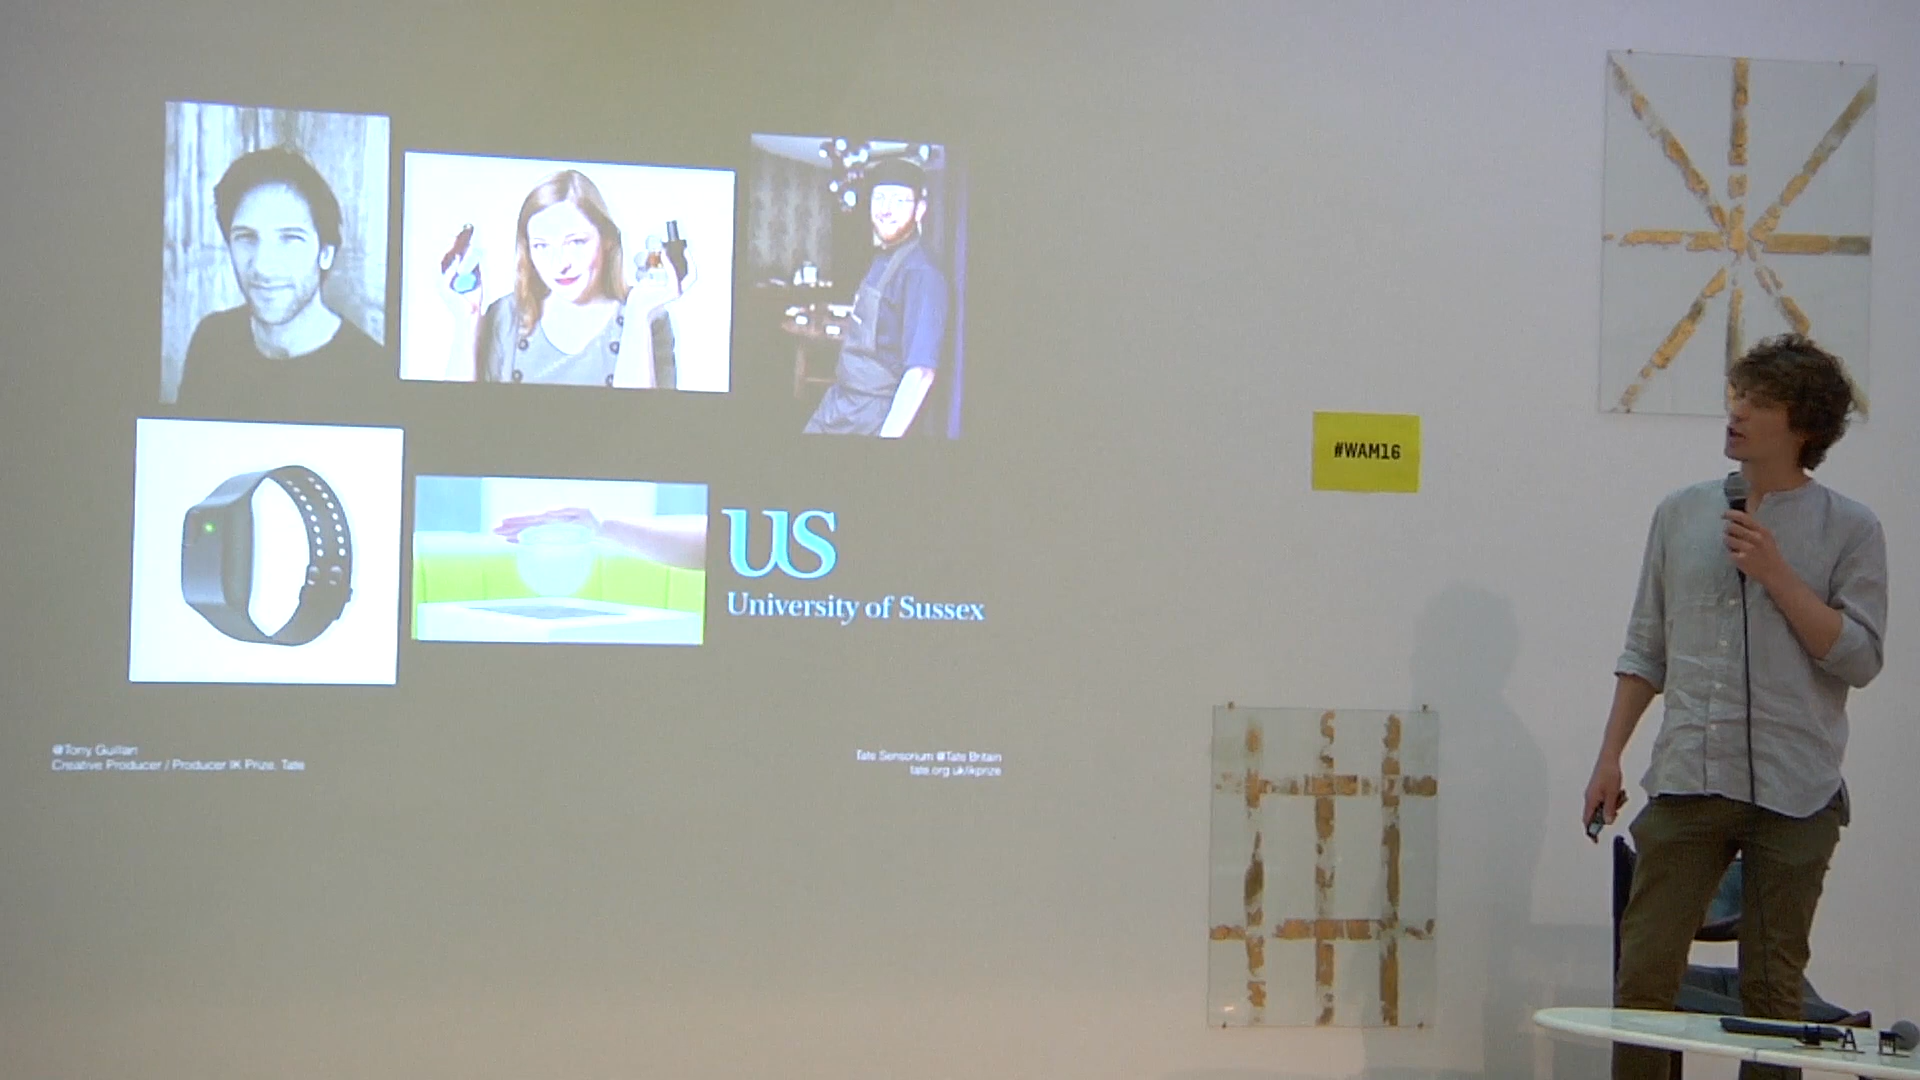 #WAM16
US
University of Sussex
@Tony Guillan
Creative Producer / Producer IK Prize, Tate
Tate Sensorium @Tate Britain
tate.org.uk/ikprize
W A M